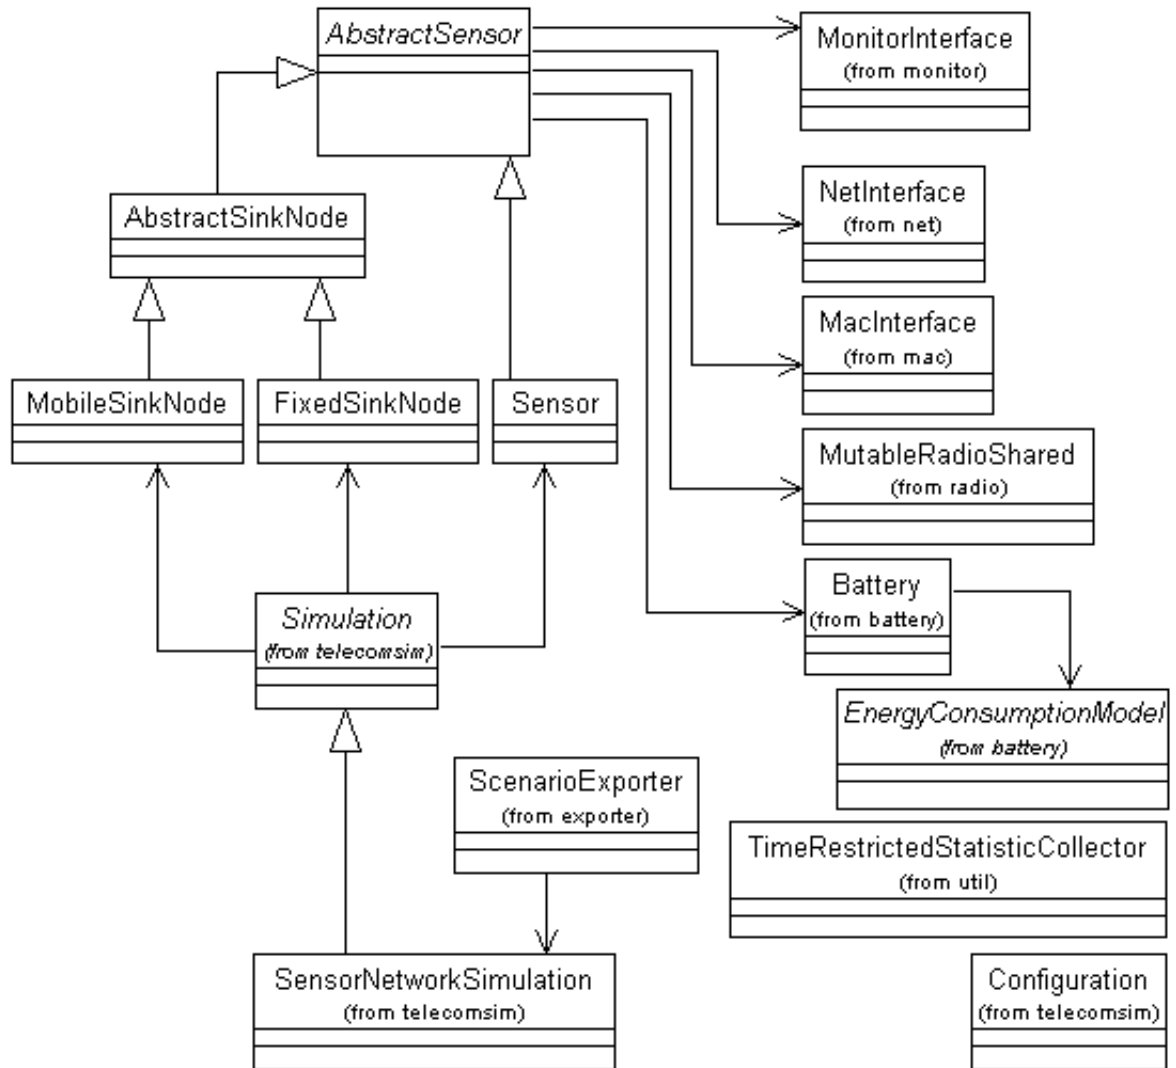 AbstractSensor
MonitorInterface
(from monitor)
AbstractSinkNode
NetInterface
(from net)
MacInterface
(from mac)
MobileSinkNode
FixedSinkNode
Sensor
MutableRadioShared
(from radio)
Battery
(from battery)
Simulation
(from telecomsim)
EnergyConsumptionModel
(from battery)
ScenarioExporter
(from exporter)
TimeRestrictedStatisticCollector
(from util)
SensorNetworkSimulation
(from telecomsim)
Configuration
(from telecomsim)